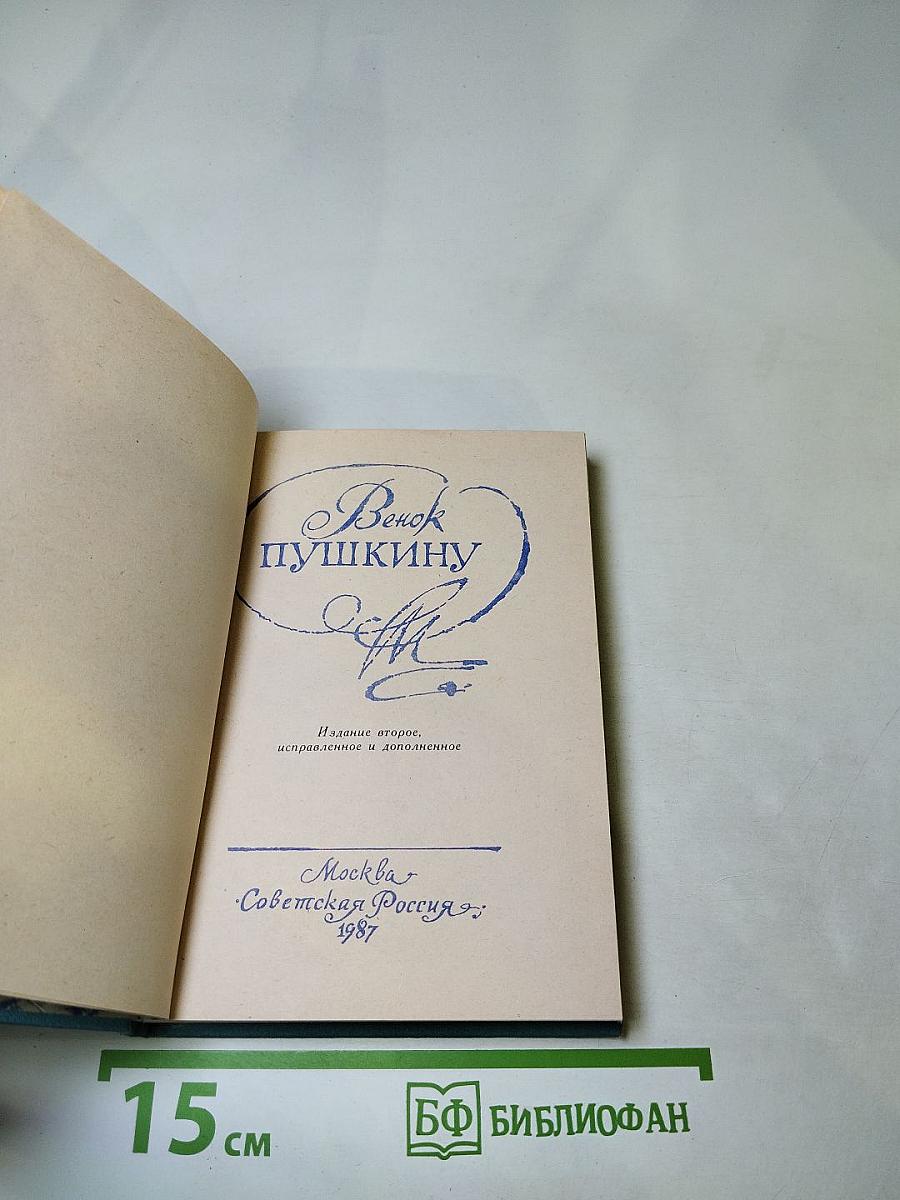 Венок
ПУШКИНУ
Издание второе,
исправленное и дополненное
Москва
·Советская Россия·
1987
15 см
БФ БИБЛИОФАН